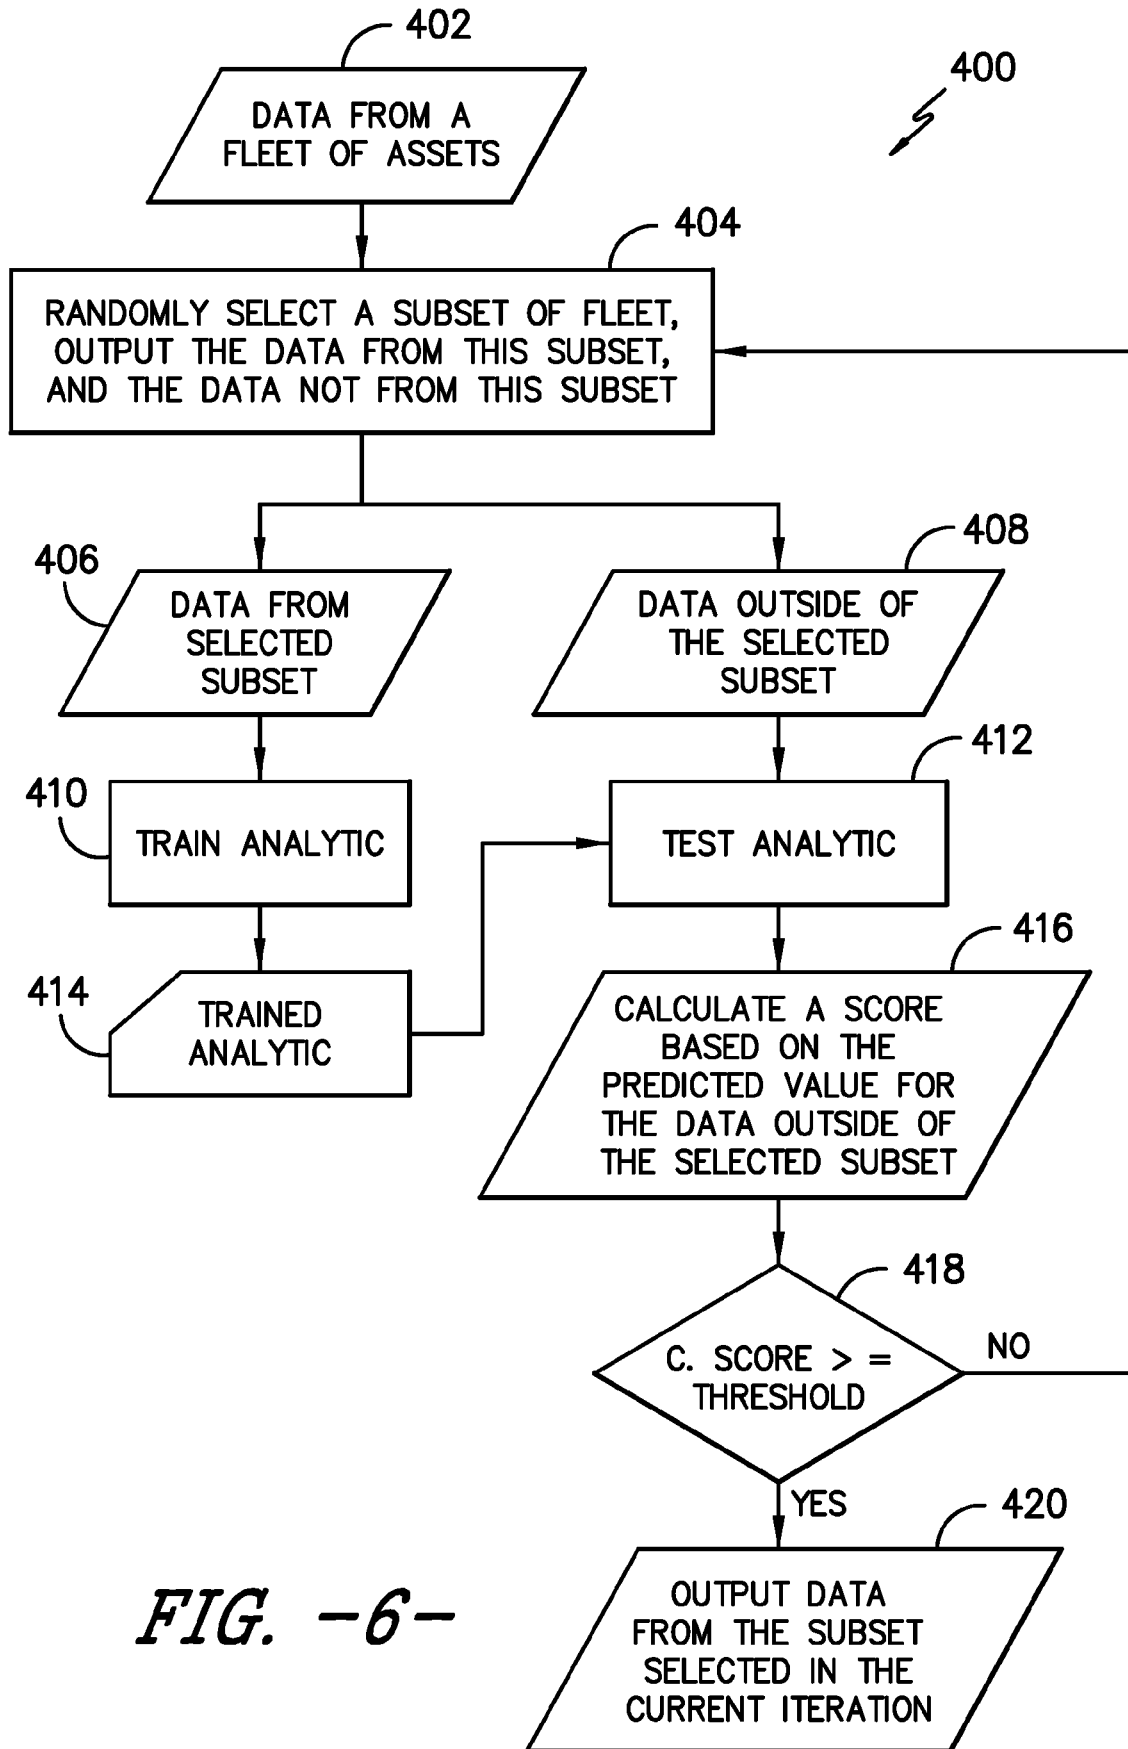 402
400
DATA FROM A
FLEET OF ASSETS
404
RANDOMLY SELECT A SUBSET OF FLEET,
OUTPUT THE DATA FROM THIS SUBSET,
AND THE DATA NOT FROM THIS SUBSET
406
408
DATA FROM
SELECTED
SUBSET
DATA OUTSIDE OF
THE SELECTED
SUBSET
410
412
TRAIN ANALYTIC
TEST ANALYTIC
414
416
TRAINED
ANALYTIC
CALCULATE A SCORE
BASED ON THE
PREDICTED VALUE FOR
THE DATA OUTSIDE OF
THE SELECTED SUBSET
418
C. SCORE > =
THRESHOLD
NO
YES
420
OUTPUT DATA
FROM THE SUBSET
SELECTED IN THE
CURRENT ITERATION
FIG. -6-